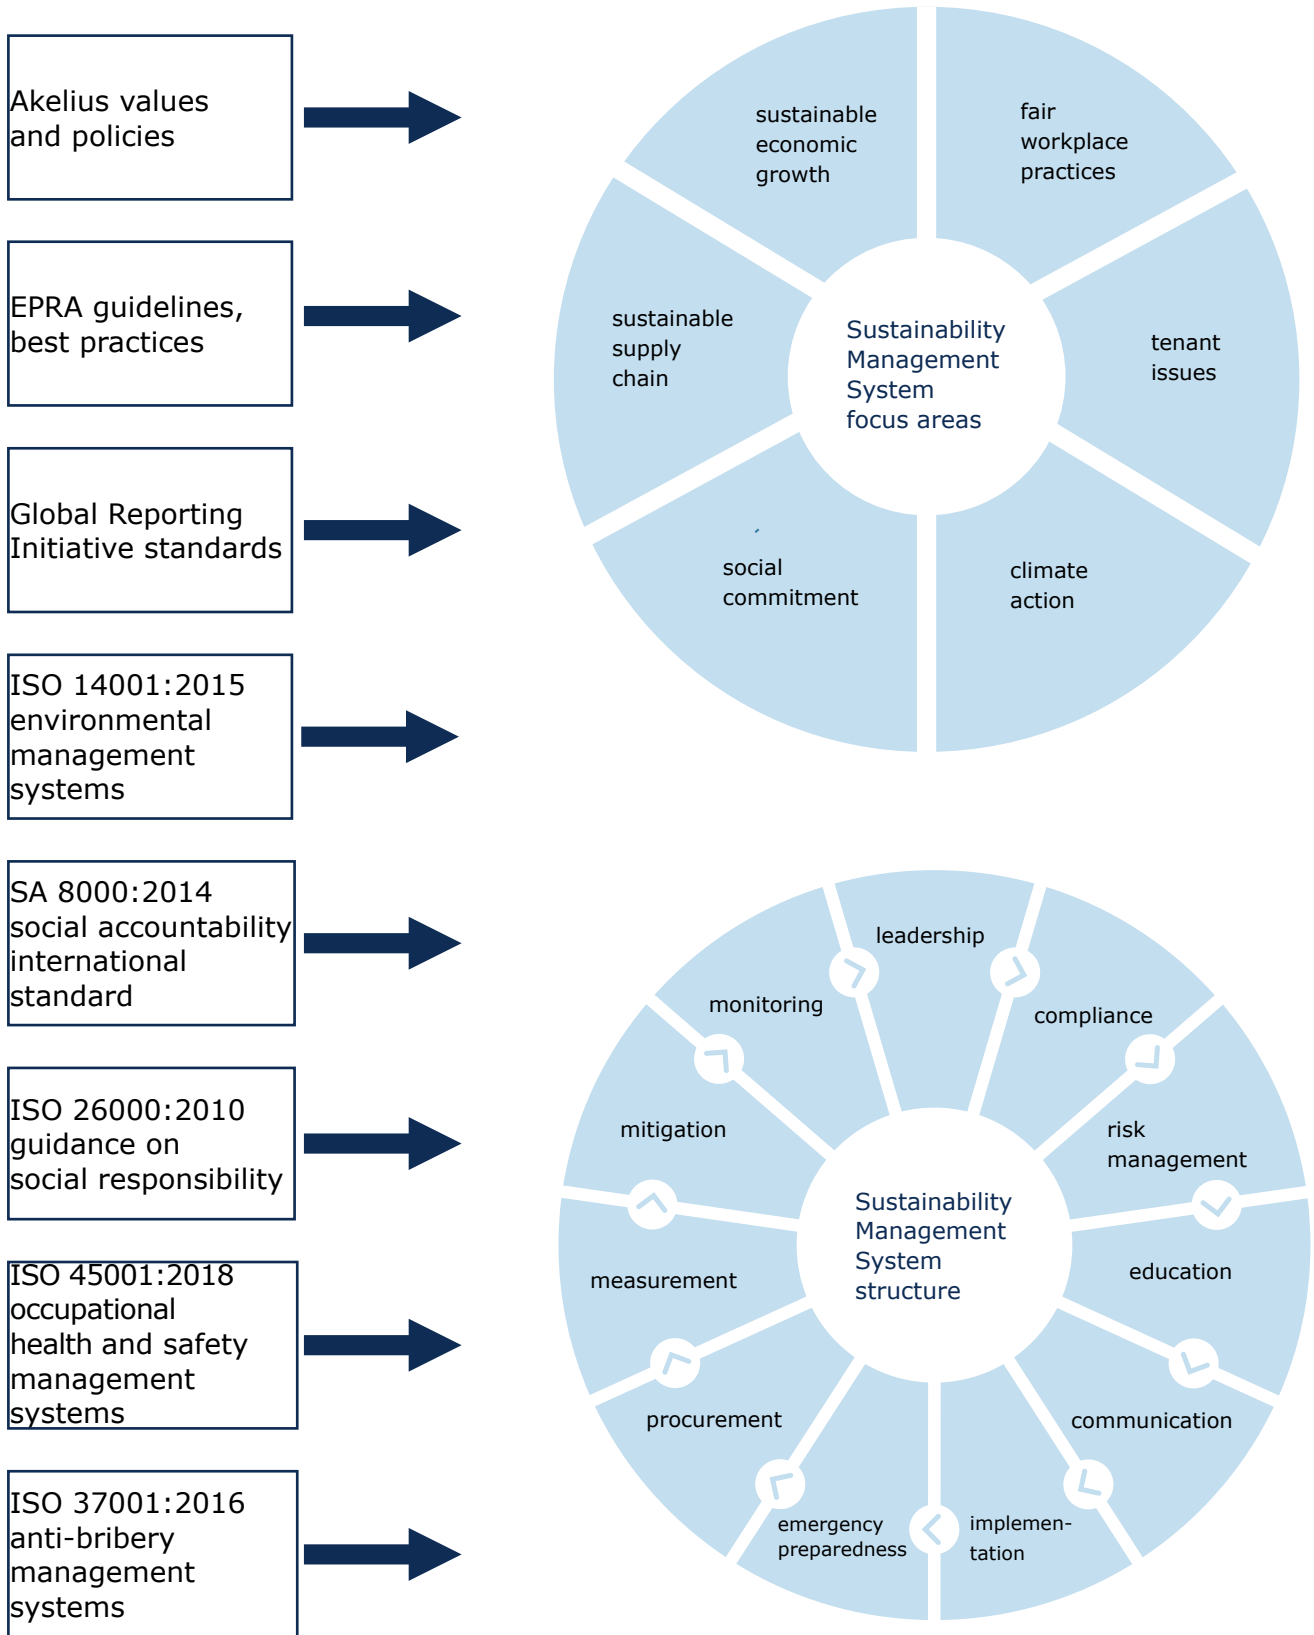 Akelius values
and policies
EPRA guidelines,
best practices
Global Reporting
Initiative standards
ISO 14001:2015
environmental
management
systems
SA 8000:2014
social accountability
international
standard
ISO 26000:2010
guidance on
social responsibility
ISO 45001:2018
occupational
health and safety
management
systems
ISO 37001:2016
anti-bribery
management
systems
sustainable
economic
growth
fair
workplace
practices
sustainable
supply
chain
Sustainability
Management
System
focus areas
tenant
issues
social
commitment
climate
action
leadership
monitoring
compliance
mitigation
risk
management
Sustainability
Management
System
structure
measurement
education
procurement
communication
emergency
preparedness
implemen-
tation